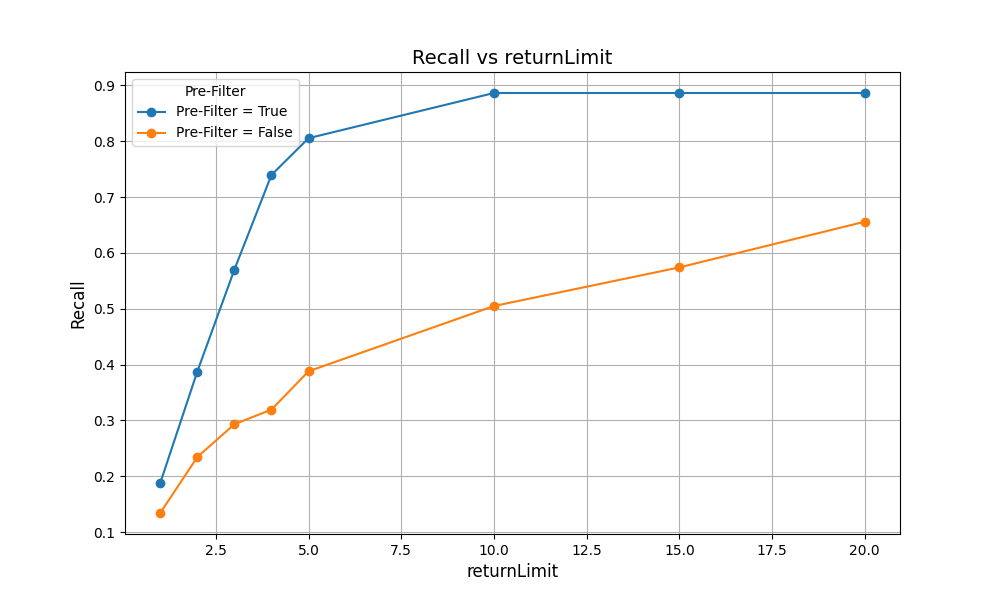 Recall vs returnLimit
Pre-Filter
Pre-Filter = True
Pre-Filter = False
Recall
0.9
0.8
0.7
0.6
0.5
0.4
0.3
0.2
0.1
2.5 5.0 7.5 10.0 12.5 15.0 17.5 20.0
returnLimit